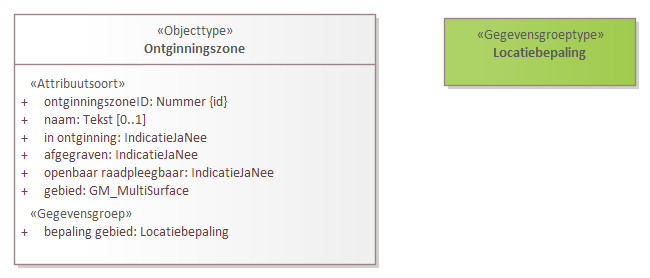 «Objecttype»
Ontginningszone
«Attribuutsoort»
+ ontginningszoneID: Nummer {id}
+ naam: Tekst [0..1]
+ in ontginning: IndicatieJaNee
+ afgegraven: IndicatieJaNee
+ openbaar raadpleegbaar: IndicatieJaNee
+ gebied: GM_MultiSurface
«Gegevensgroep»
+ bepaling gebied: Locatiebepaling
«Gegevensgroeptype»
Locatiebepaling